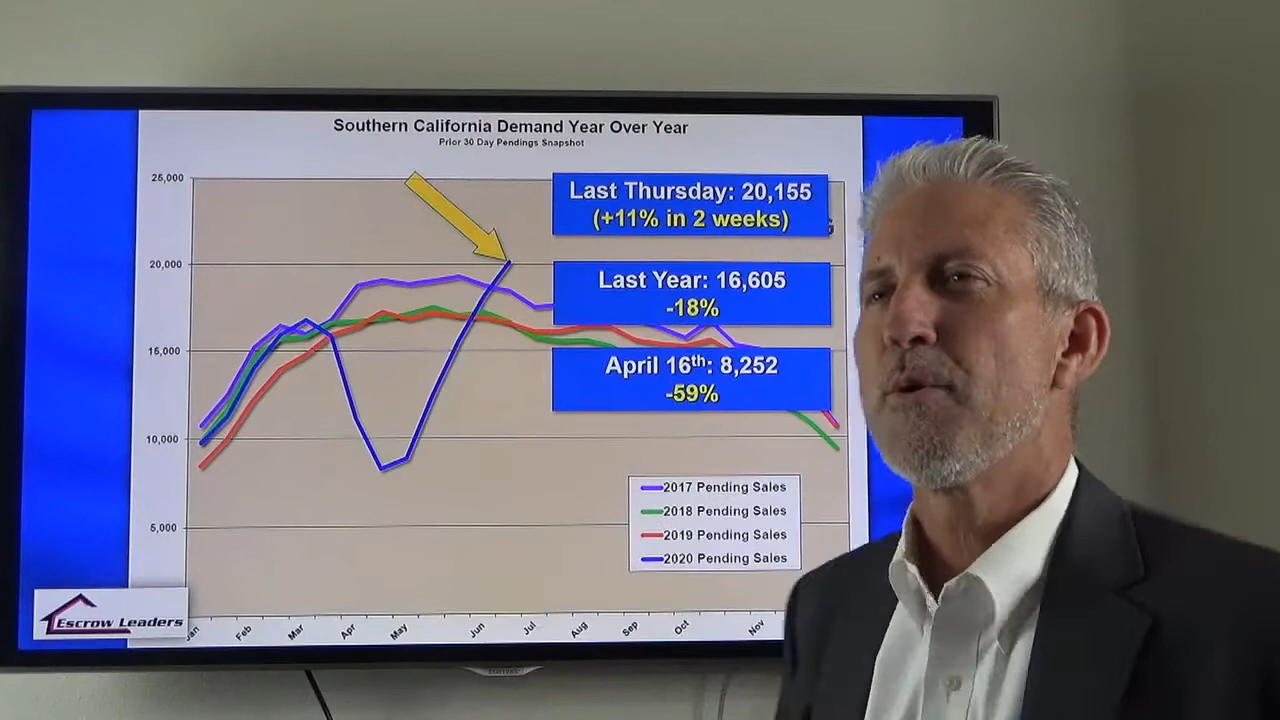 Southern California Demand Year Over Year
Prior 30 Day Pendings Snapshot
25,000
20,000
15,000
10,000
5,000
Last Thursday: 20,155
(+11% in 2 weeks)
Last Year: 16,605
-18%
April 16th: 8,252
-59%
2017 Pending Sales
2018 Pending Sales
2019 Pending Sales
2020 Pending Sales
Feb
Mar
Apr
May
Jun
Jul
Aug
Sep
Oct
Nov
Escrow Leaders